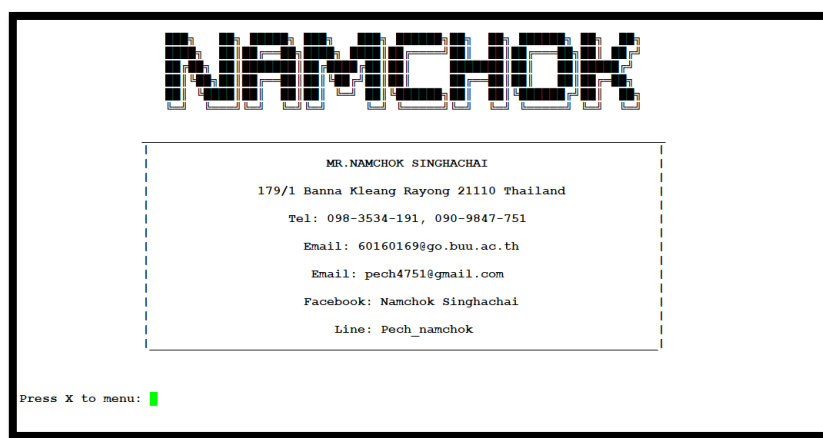 NAMCHOK
MR.NAMCHOK SINGHACHAI
179/1 Banna Kleang Rayong 21110 Thailand
Tel: 098-3534-191, 090-9847-751
Email: 60160169@go.buu.ac.th
Email: pech4751@gmail.com
Facebook: Namchok Singhachai
Line: Pech_namchok
Press X to menu: